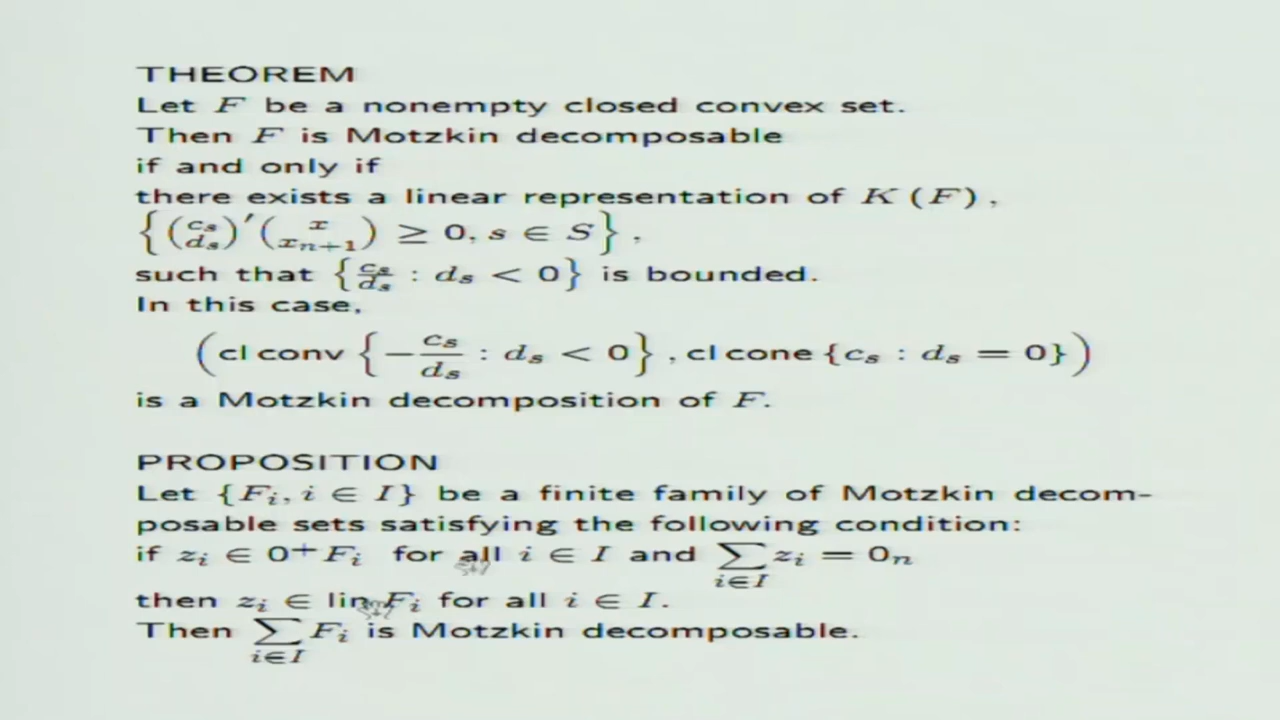 THEOREM
Let F be a nonempty closed convex set.
Then F is Motzkin decomposable
if and only if
there exists a linear representation of K (F) ,
{(c_s d_s)′ (x x_{n+1}) ≥ 0, s ∈ S} ,
such that {c_s/d_s : d_s < 0} is bounded.
In this case,
(cl conv {−c_s/d_s : d_s < 0} , cl cone {c_s : d_s = 0})
is a Motzkin decomposition of F.
PROPOSITION
Let {F_i, i ∈ I} be a finite family of Motzkin decom-
posable sets satisfying the following condition:
if z_i ∈ 0⁺F_i for all i ∈ I and ∑_{i∈I} z_i = 0_n
then z_i ∈ lin F_i for all i ∈ I.
Then ∑_{i∈I} F_i is Motzkin decomposable.